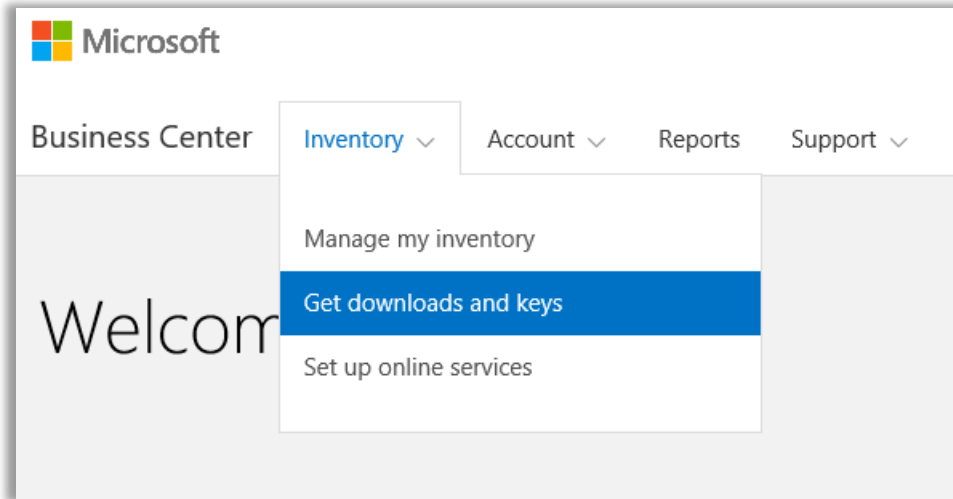 Microsoft
Business Center Inventory Account Reports Support
Manage my inventory
Get downloads and keys
Welcom
Set up online services